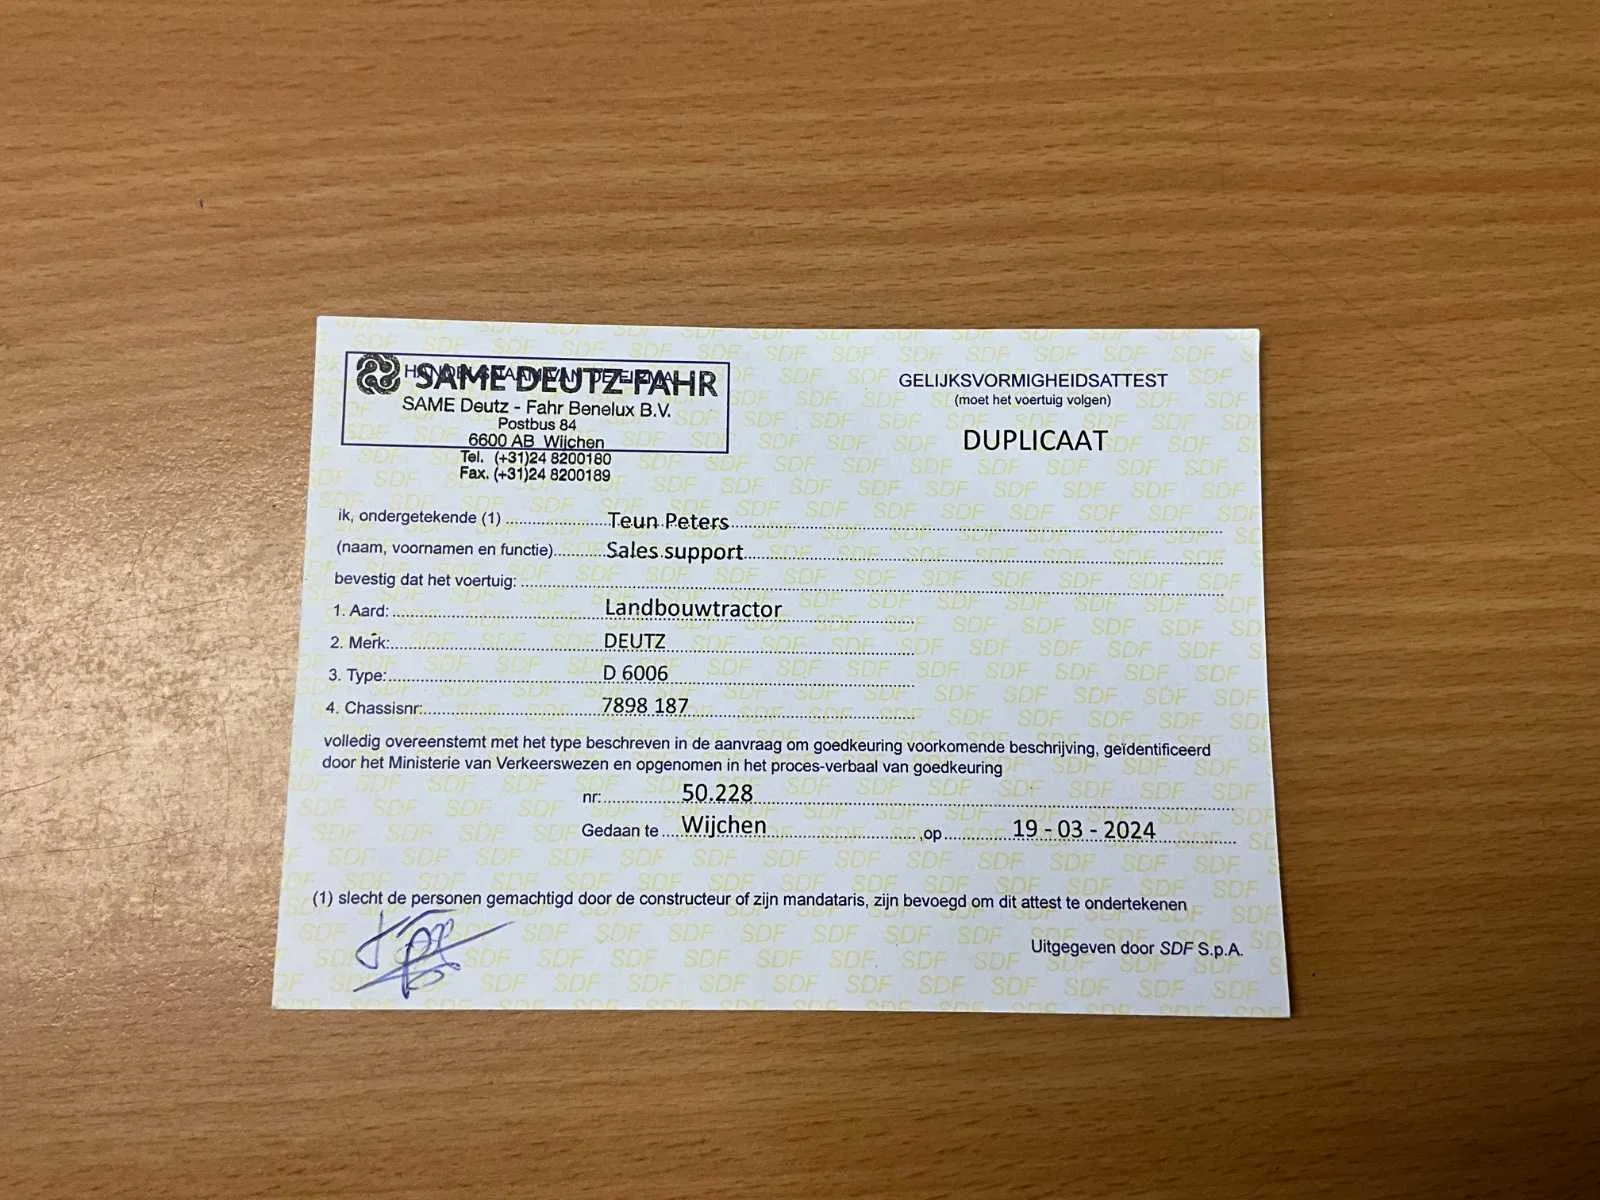 SAME DEUTZ-FAHR
HANDELSNAAM VAN DE FIRMA
SAME Deutz - Fahr Benelux B.V.
Postbus 84
6600 AB Wijchen
Tel. (+31)24 8200180
Fax. (+31)24 8200189
GELIJKSVORMIGHEIDSATTEST
(moet het voertuig volgen)
DUPLICAAT
ik, ondergetekende (1) Teun Peters
(naam, voornamen en functie) Sales support
bevestig dat het voertuig:
1. Aard: Landbouwtractor
2. Merk: DEUTZ
3. Type: D 6006
4. Chassisnr: 7898 187
volledig overeenstemt met het type beschreven in de aanvraag om goedkeuring voorkomende beschrijving, geïdentificeerd
door het Ministerie van Verkeerswezen en opgenomen in het proces-verbaal van goedkeuring
nr: 50.228
Gedaan te Wijchen ,op 19 - 03 - 2024
(1) slecht de personen gemachtigd door de constructeur of zijn mandataris, zijn bevoegd om dit attest te ondertekenen
Uitgegeven door SDF S.p.A.